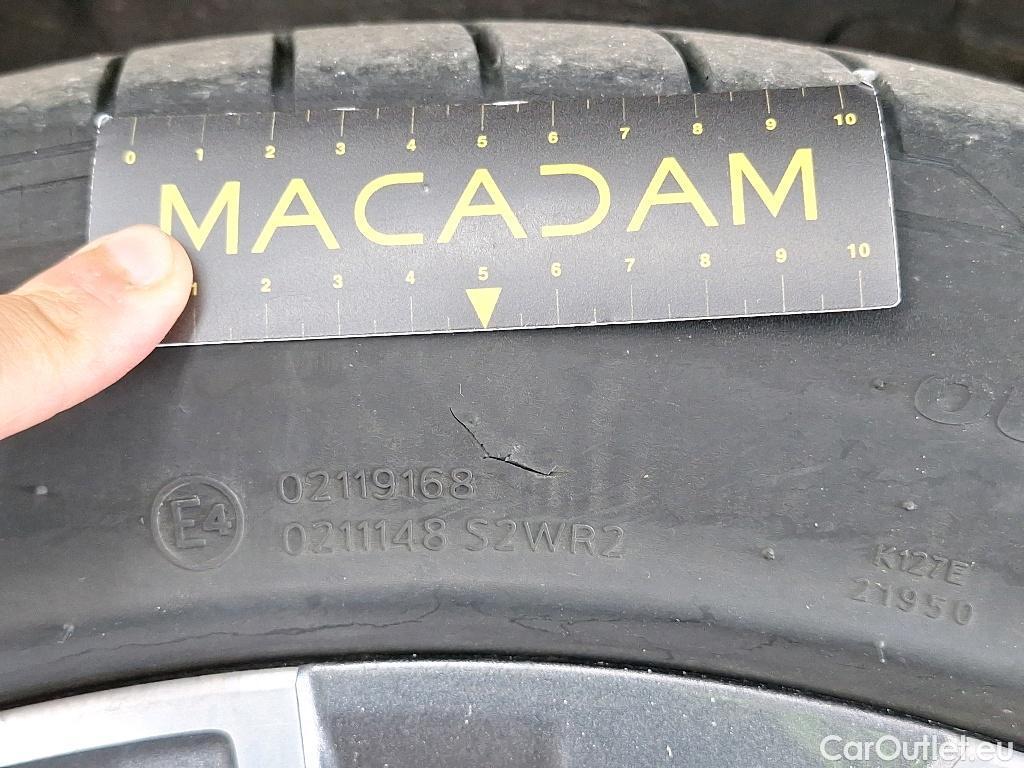 0 1 2 3 4 5 6 7 8 9 10
MACADAM
1 2 3 4 5 6 7 8 9 10
E4
02119168
0211148 S2WR2
K127E
21950
CarOutlet.eu